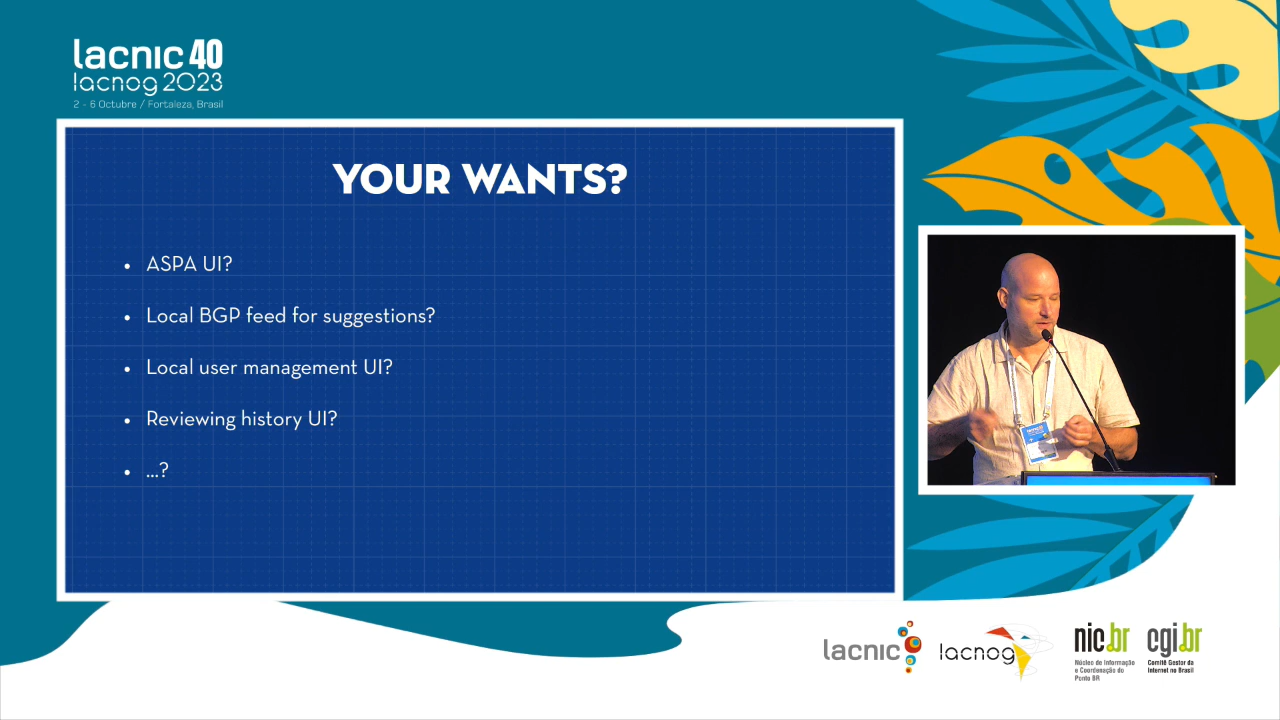 lacnic 40
lacnog 2023
2 - 6 Octubre / Fortaleza, Brasil
YOUR WANTS?
• ASPA UI?
• Local BGP feed for suggestions?
• Local user management UI?
• Reviewing history UI?
• ...?
lacnic
lacnog
nic.br
Núcleo de Informação
e Coordenação do
Ponto BR
cgi.br
Comitê Gestor da
Internet no Brasil